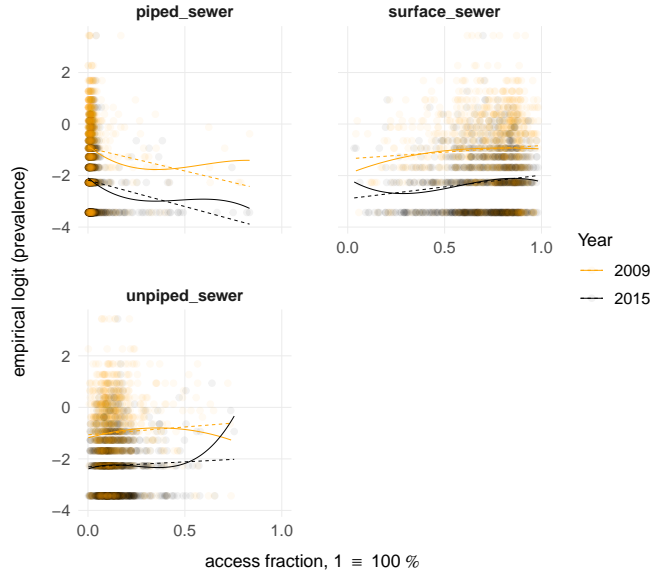 piped_sewer
surface_sewer
2
0
−2
−4
0.0 0.5 1.0
unpiped_sewer
2
0
−2
−4
0.0 0.5 1.0
empirical logit (prevalence)
access fraction, 1 ≡ 100 %
Year
2009
2015